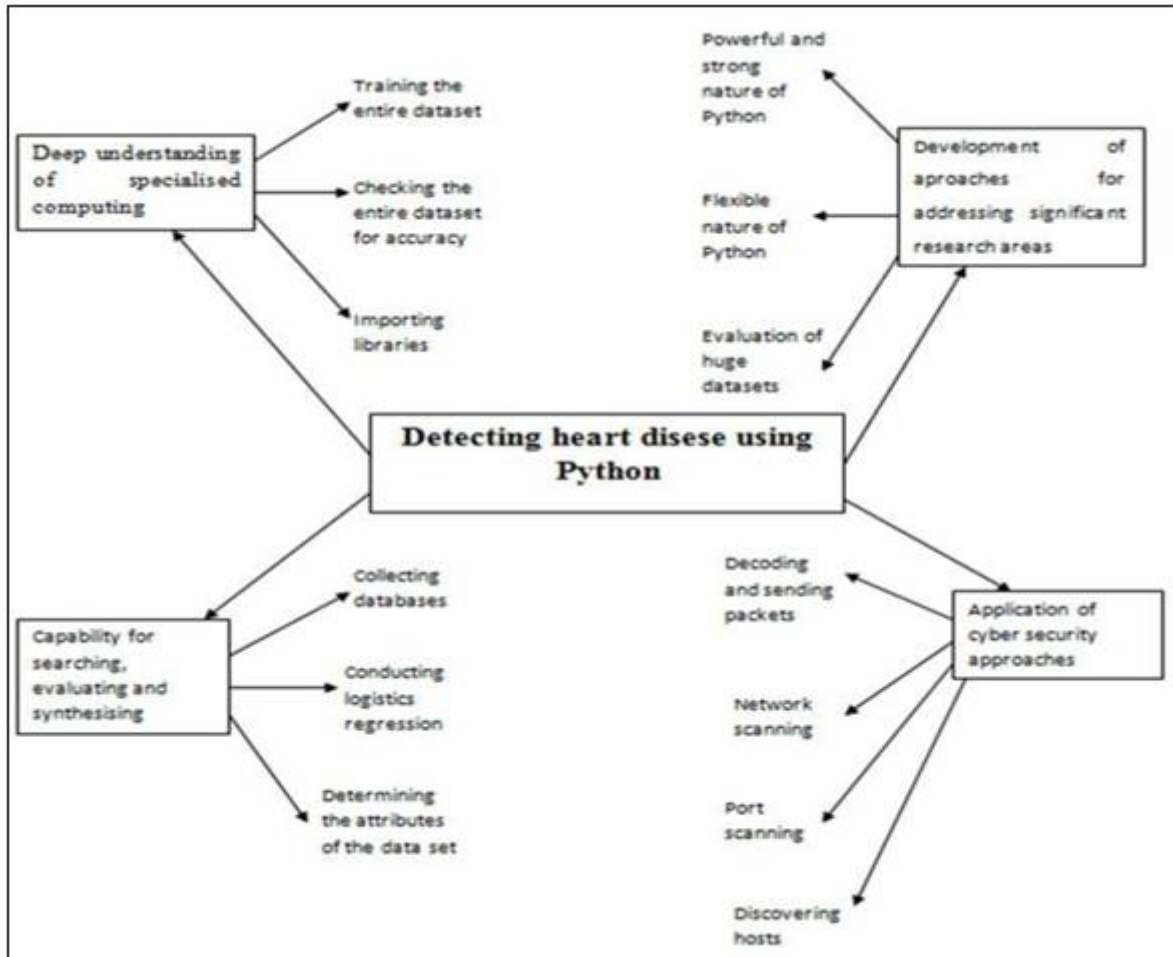 Deep understanding
of specialised
computing
Training the
entire dataset
Checking the
entire dataset
for accuracy
Importing
libraries
Powerful and
strong
nature of
Python
Flexible
nature of
Python
Evaluation of
huge
datasets
Development of
aproaches for
addressing significant
research areas
Detecting heart disese using
Python
Capability for
searching,
evaluating and
synthesising
Collecting
databases
Conducting
logistics
regression
Determining
the attributes
of the data set
Decoding
and sending
packets
Network
scanning
Port
scanning
Discovering
hosts
Application of
cyber security
approaches